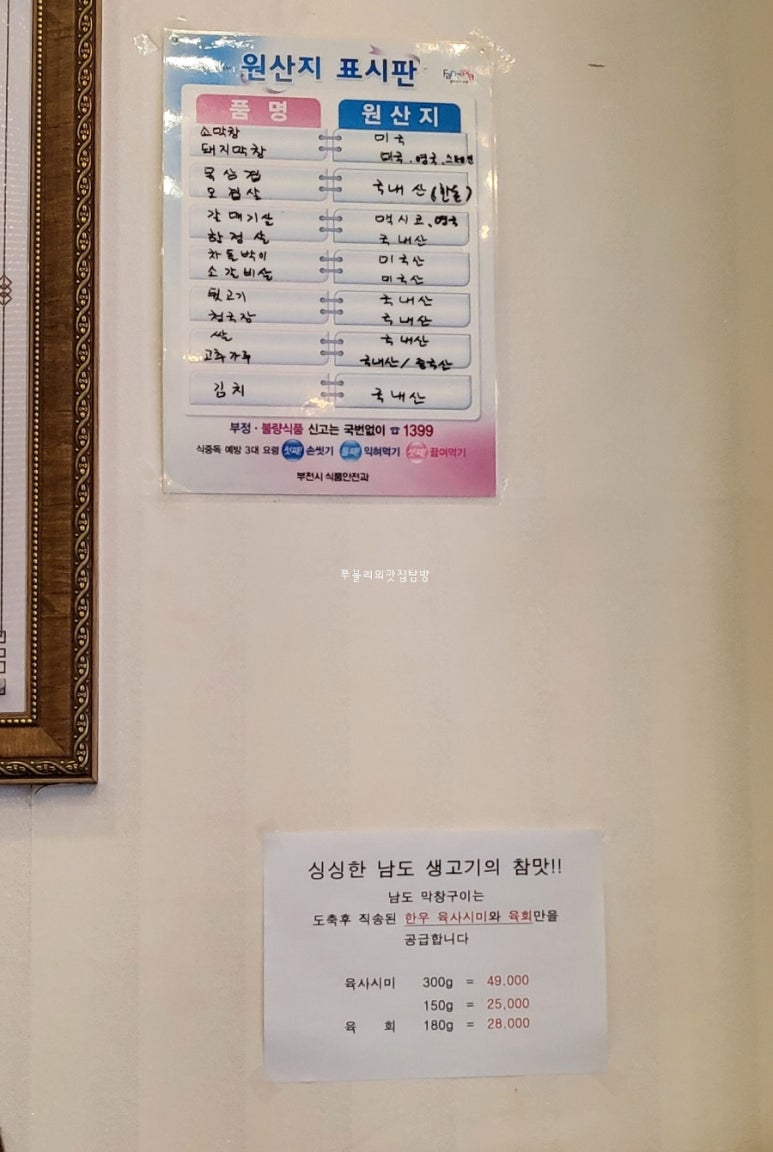 원산지 표시판
품 명 원산지
소막창 미국
돼지막창 미국.영국.스페인
목삼겹
오겹살
국내산(한돈)
갈매기살 멕시코.영국
항정살 국내산
차돌박이 미국산
소갈비살 미국산
뒷고기 국내산
청국장 국내산
쌀 국내산
고추가루 국내산/중국산
김치 국내산
부정·불량식품 신고는 국번없이 ☎ 1399
식중독 예방 3대 요령 첫째! 손씻기 둘째! 익혀먹기 셋째! 끓여먹기
부천시 식품안전과
쭈블리의맛집탐방
싱싱한 남도 생고기의 참맛!!
남도 막창구이는
도축후 직송된 한우 육사시미와 육회만을
공급합니다
육사시미 300g = 49,000
150g = 25,000
육 회 180g = 28,000